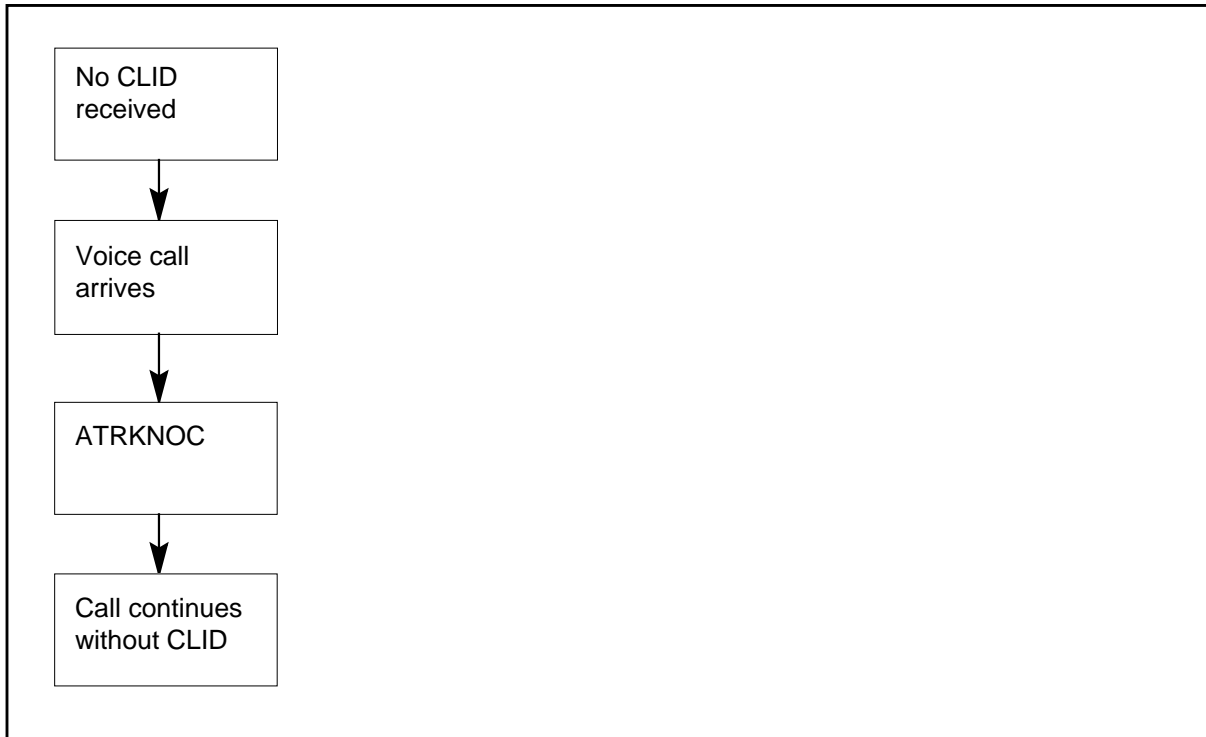 No CLID
received
Voice call
arrives
ATRKNOC
Call continues
without CLID